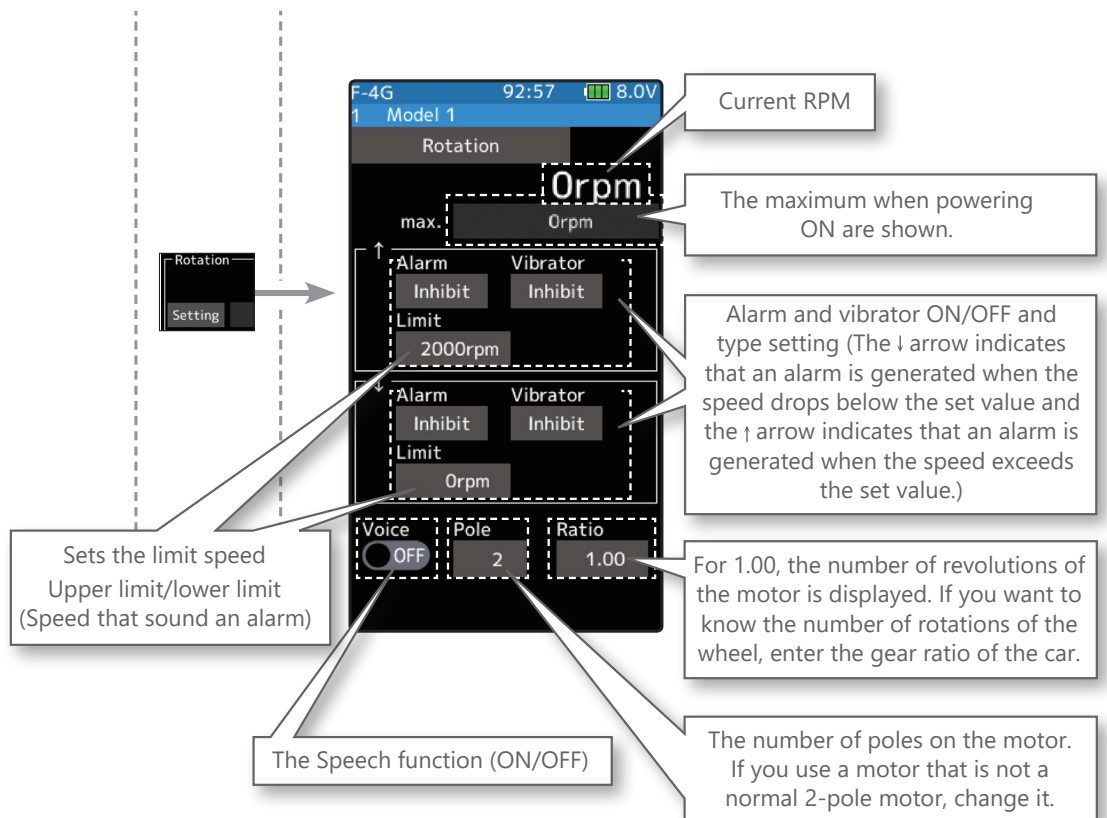 F-4G 92:57 8.0V
1 Model 1
Rotation
0rpm
max. 0rpm
↑
Alarm Vibrator
Inhibit Inhibit
Limit
2000rpm
↓
Alarm Vibrator
Inhibit Inhibit
Limit
0rpm
Voice Pole Ratio
OFF 2 1.00
Rotation
Setting
Current RPM
The maximum when powering
ON are shown.
Alarm and vibrator ON/OFF and
type setting (The ↓ arrow indicates
that an alarm is generated when the
speed drops below the set value and
the ↑ arrow indicates that an alarm is
generated when the speed exceeds
the set value.)
Sets the limit speed
Upper limit/lower limit
(Speed that sound an alarm)
For 1.00, the number of revolutions of
the motor is displayed. If you want to
know the number of rotations of the
wheel, enter the gear ratio of the car.
The Speech function (ON/OFF)
The number of poles on the motor.
If you use a motor that is not a
normal 2-pole motor, change it.